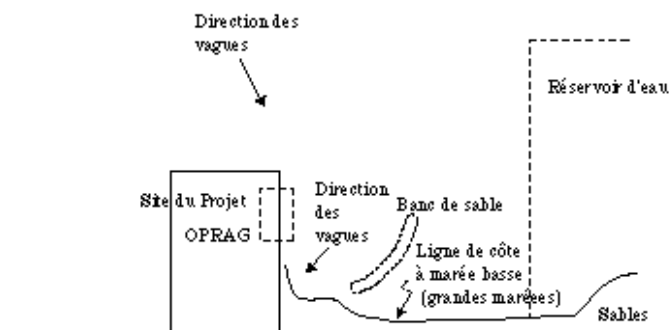 Direction des
vagues
Réservoir d'eau
Site du Projet
OPRAG
Direction
des
vagues
Banc de sable
Ligne de côte
à marée basse
(grandes marées)
Sables